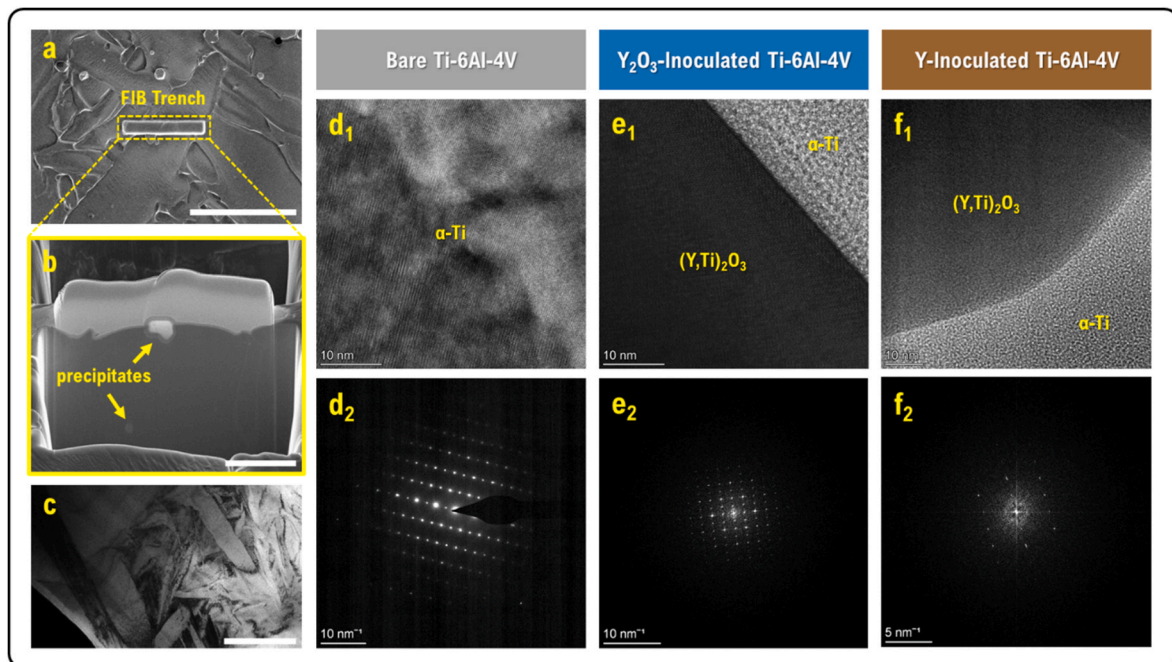 a
FIB Trench
b
precipitates
c
Bare Ti-6Al-4V
Y₂O₃-Inoculated Ti-6Al-4V
Y-Inoculated Ti-6Al-4V
d₁
α-Ti
10 nm
e₁
α-Ti
(Y,Ti)₂O₃
10 nm
f₁
(Y,Ti)₂O₃
α-Ti
10 nm
d₂
10 nm⁻¹
e₂
10 nm⁻¹
f₂
5 nm⁻¹